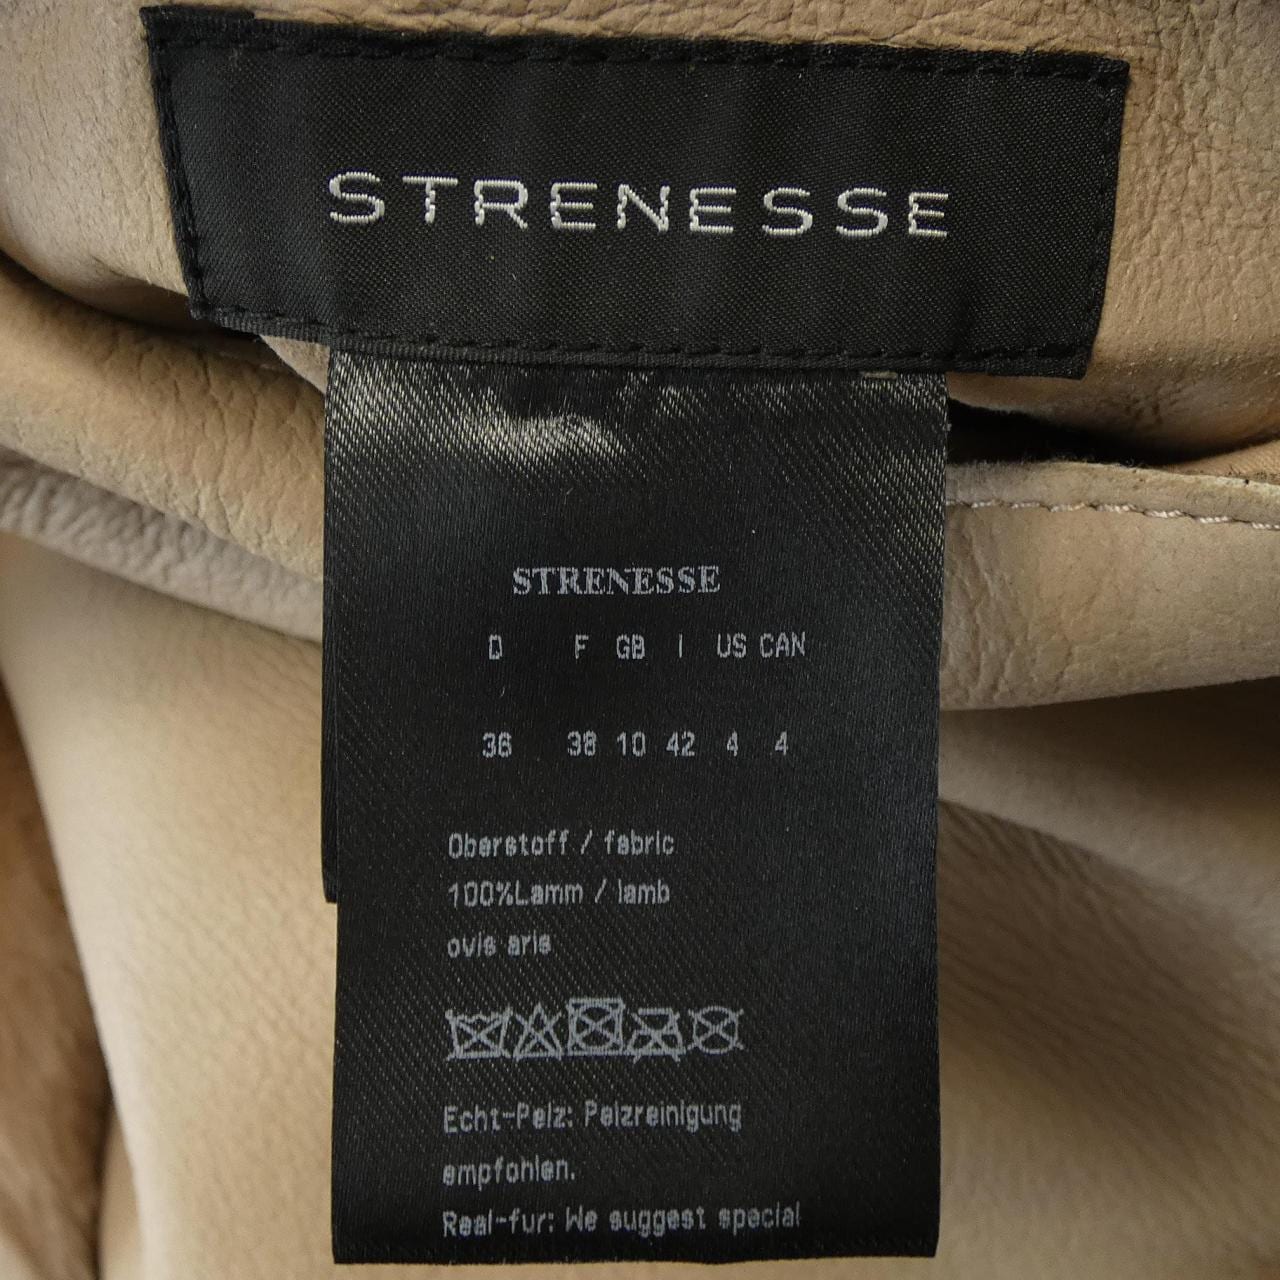 STRENESSE
STRENESSE
D F GB I US CAN
36 38 10 42 4 4
Oberstoff / fabric
100%Lamm / lamb
ovis aris
Echt-Pelz: Pelzreinigung
empfohlen.
Real-fur: We suggest special